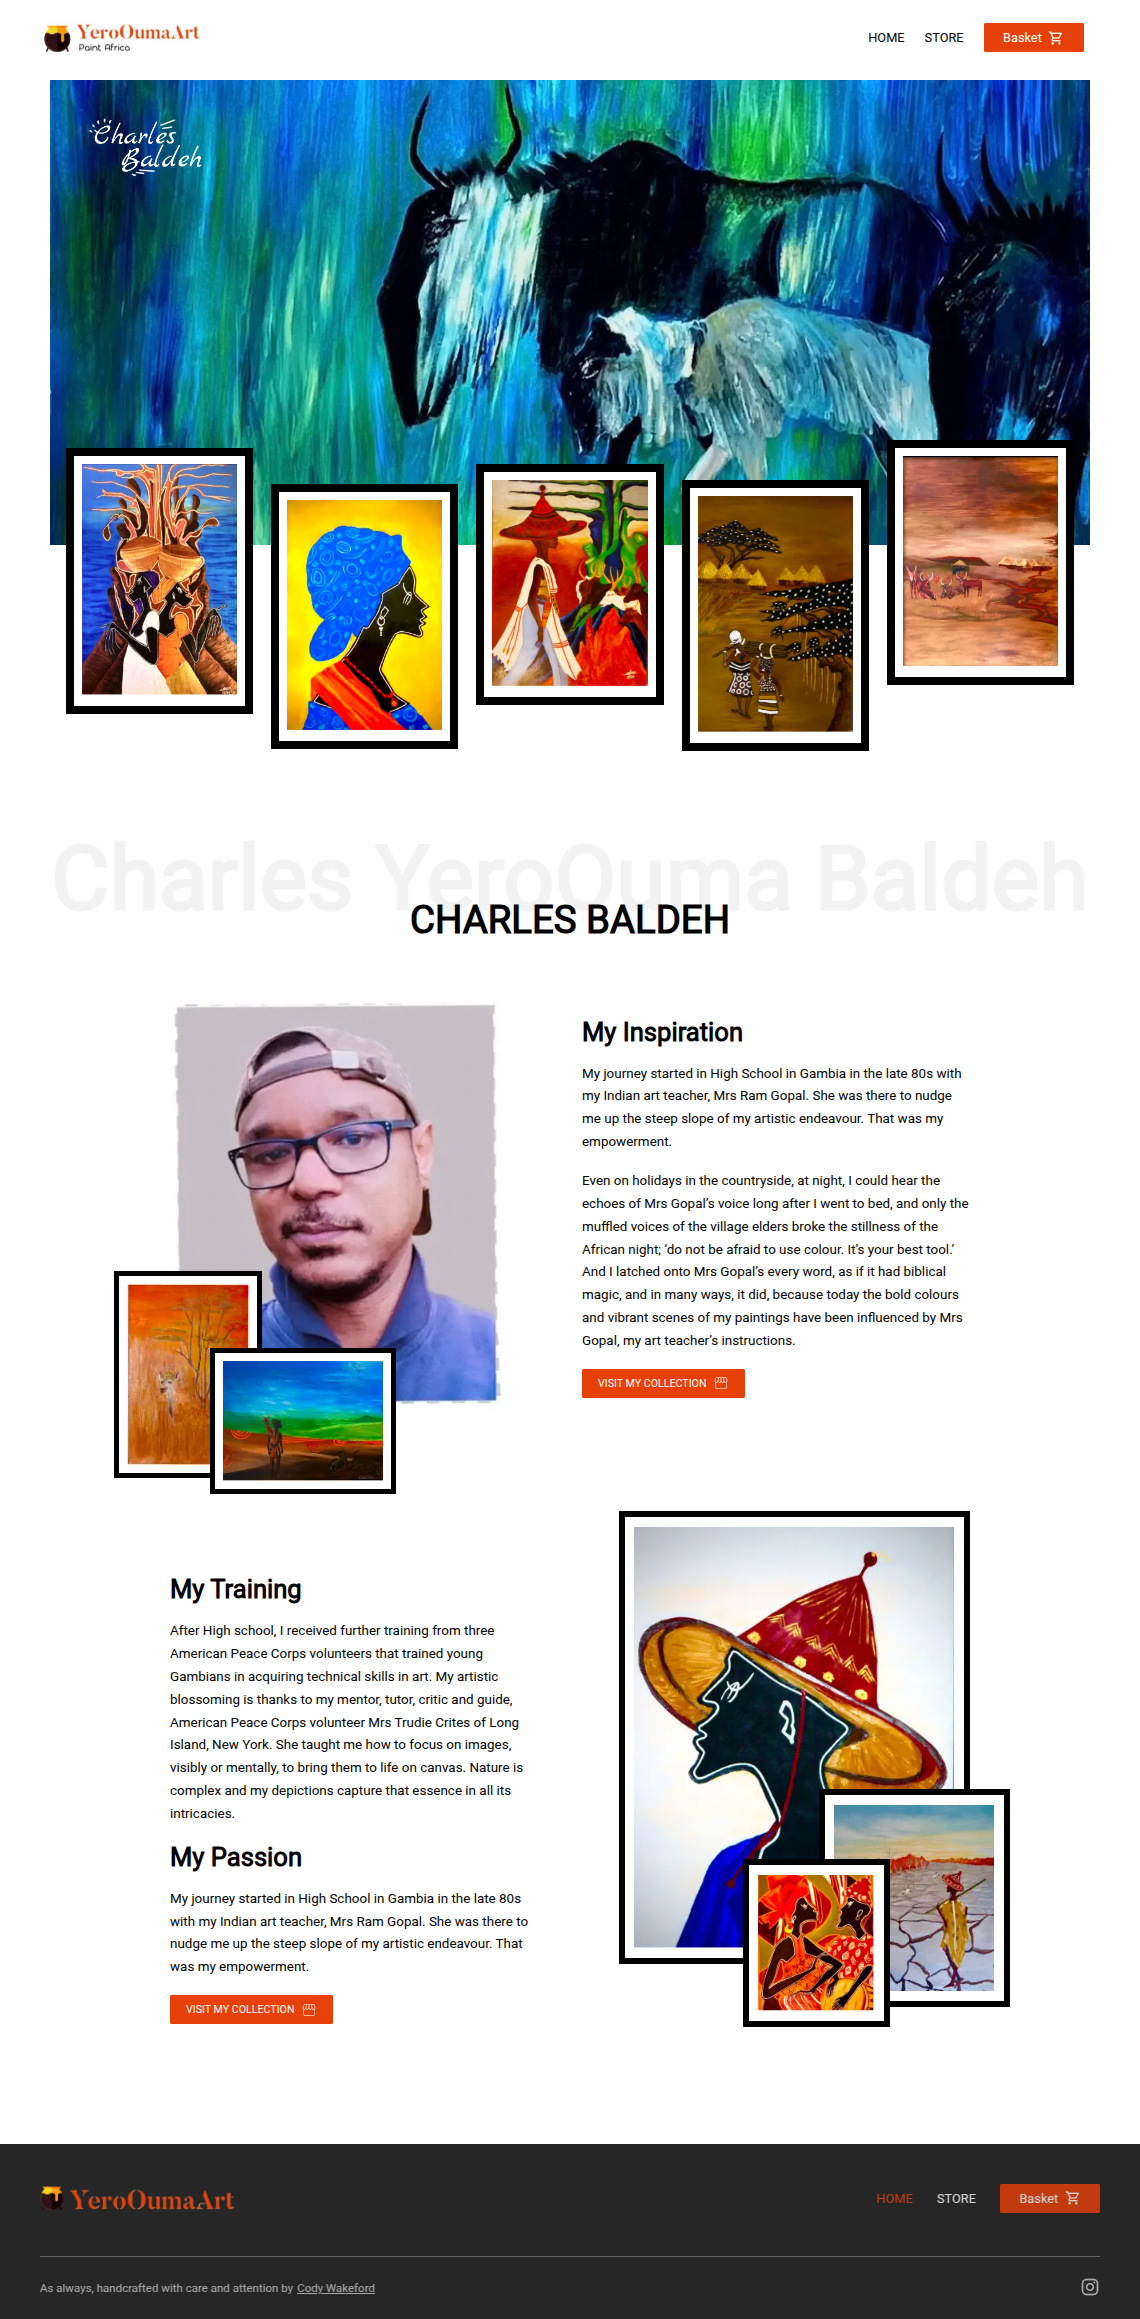 YeroOumaArt
Paint Africa
HOME
STORE
Basket
Charles
Baldeh
Charles YeroOuma Baldeh
CHARLES BALDEH
My Inspiration
My journey started in High School in Gambia in the late 80s with
my Indian art teacher, Mrs Ram Gopal. She was there to nudge
me up the steep slope of my artistic endeavour. That was my
empowerment.
Even on holidays in the countryside, at night, I could hear the
echoes of Mrs Gopal’s voice long after I went to bed, and only the
muffled voices of the village elders broke the stillness of the
African night; ‘do not be afraid to use colour. It’s your best tool.’
And I latched onto Mrs Gopal’s every word, as if it had biblical
magic, and in many ways, it did, because today the bold colours
and vibrant scenes of my paintings have been influenced by Mrs
Gopal, my art teacher’s instructions.
VISIT MY COLLECTION
My Training
After High school, I received further training from three
American Peace Corps volunteers that trained young
Gambians in acquiring technical skills in art. My artistic
blossoming is thanks to my mentor, tutor, critic and guide,
American Peace Corps volunteer Mrs Trudie Crites of Long
Island, New York. She taught me how to focus on images,
visibly or mentally, to bring them to life on canvas. Nature is
complex and my depictions capture that essence in all its
intricacies.
My Passion
My journey started in High School in Gambia in the late 80s
with my Indian art teacher, Mrs Ram Gopal. She was there to
nudge me up the steep slope of my artistic endeavour. That
was my empowerment.
VISIT MY COLLECTION
YeroOumaArt
HOME
STORE
Basket
As always, handcrafted with care and attention by Cody Wakeford